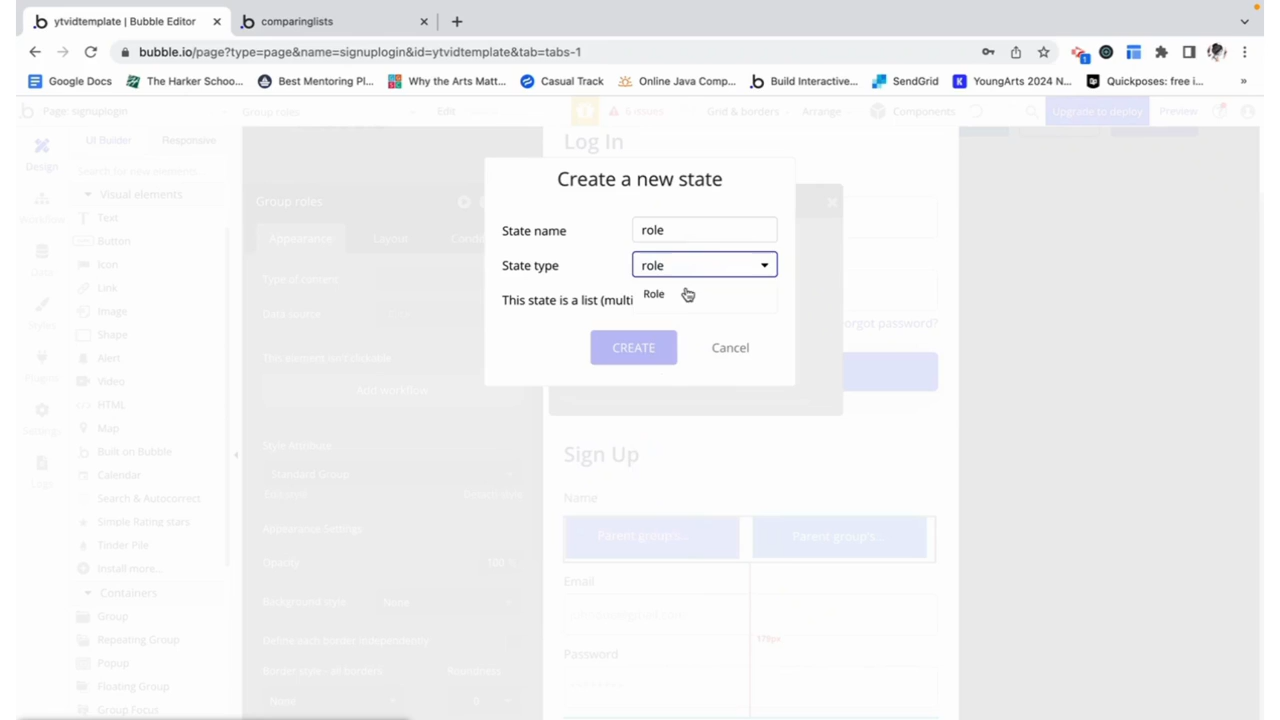 ytvidtemplate | Bubble Editor
comparinglists
bubble.io/page?type=page&name=signuplogin&id=ytvidtemplate&tab=tabs-1
Google Docs
The Harker Schoo...
Best Mentoring Pl...
Why the Arts Matt...
Casual Track
Online Java Comp...
Build Interactive...
SendGrid
YoungArts 2024 N...
Quickposes: free i...
»
Page: signuplogin
Group roles
Edit
6 issues
Grid & borders
Arrange
Components
Upgrade to deploy
Preview
UI Builder
Responsive
Design
Search for new elements...
Visual elements
Text
Button
Icon
Link
Image
Shape
Alert
Video
HTML
Map
Built on Bubble
Calendar
Search & Autocorrect
Simple Rating stars
Tinder Pile
Install more...
Containers
Group
Repeating Group
Popup
Floating Group
Group Focus
Workflow
Data
Styles
Plugins
Settings
Logs
Group roles
Appearance
Layout
Type of content
Data source
This element isn't clickable
Add workflow
Style Attribute
Standard Group
Appearance Settings
Opacity
100
Background style
None
Define each border independently
Border style - all borders
Roundness
None
0
Log In
Create a new state
State name
role
State type
role
Role
This state is a list (multi
CREATE
Cancel
orgot password?
Sign Up
Name
Parent group's...
Parent group's...
Email
Password